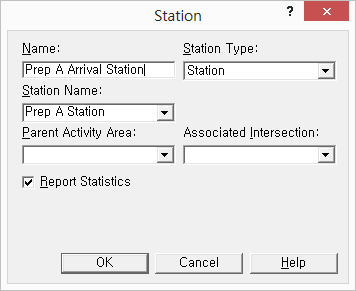 Station
?
Name:
Station Type:
Prep A Arrival Station
Station
Station Name:
Prep A Station
Parent Activity Area:
Associated Intersection:
Report Statistics
OK
Cancel
Help